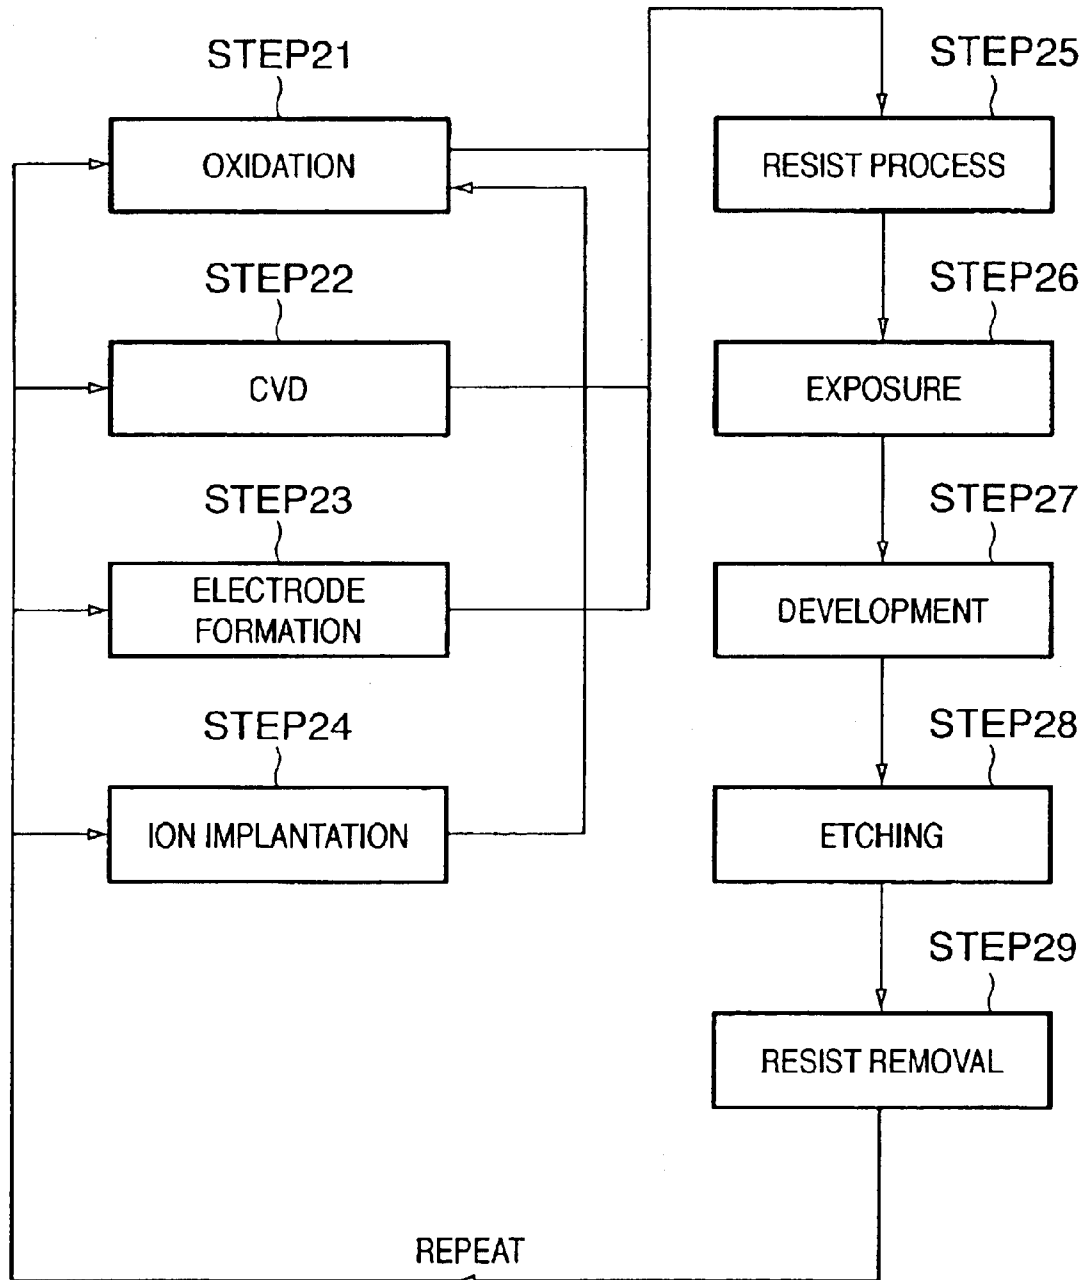 STEP21
OXIDATION
STEP22
CVD
STEP23
ELECTRODE
FORMATION
STEP24
ION IMPLANTATION
STEP25
RESIST PROCESS
STEP26
EXPOSURE
STEP27
DEVELOPMENT
STEP28
ETCHING
STEP29
RESIST REMOVAL
REPEAT